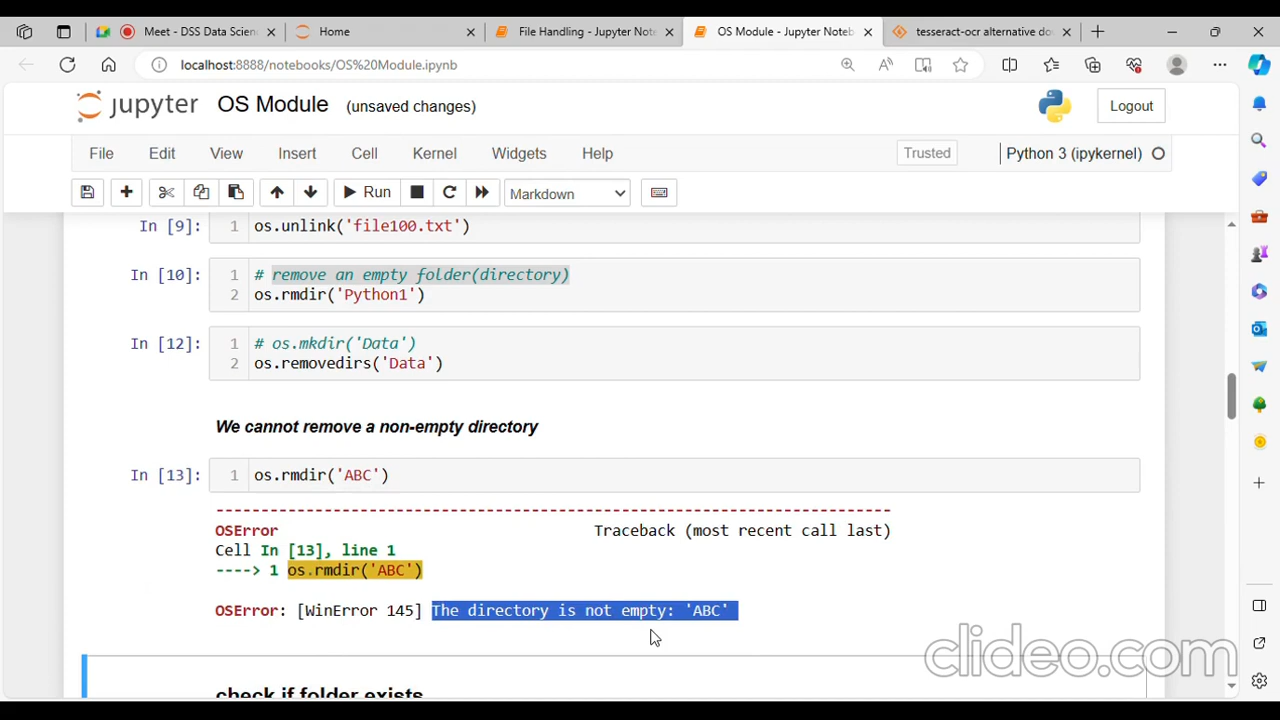 Meet - DSS Data Scien
Home
File Handling - Jupyter Note
OS Module - Jupyter Noteb
tesseract-ocr alternative do
localhost:8888/notebooks/OS%20Module.ipynb
jupyter OS Module (unsaved changes)
Logout
File Edit View Insert Cell Kernel Widgets Help
Trusted
Python 3 (ipykernel)
Run
Markdown
In [9]: 1 os.unlink('file100.txt')
In [10]: 1 # remove an empty folder(directory)
2 os.rmdir('Python1')
In [12]: 1 # os.mkdir('Data')
2 os.removedirs('Data')
We cannot remove a non-empty directory
In [13]: 1 os.rmdir('ABC')
---------------------------------------------------------------------------
OSError Traceback (most recent call last)
Cell In [13], line 1
----> 1 os.rmdir('ABC')
OSError: [WinError 145] The directory is not empty: 'ABC'
check if folder exists
clideo.com